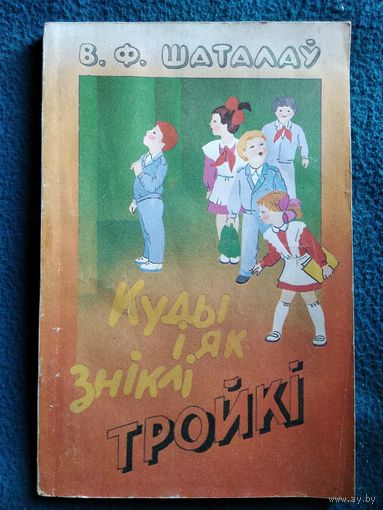 В. Ф. ШАТАЛАЎ
Куды
і як
зніклі
ТРОЙКІ
www.ay.by